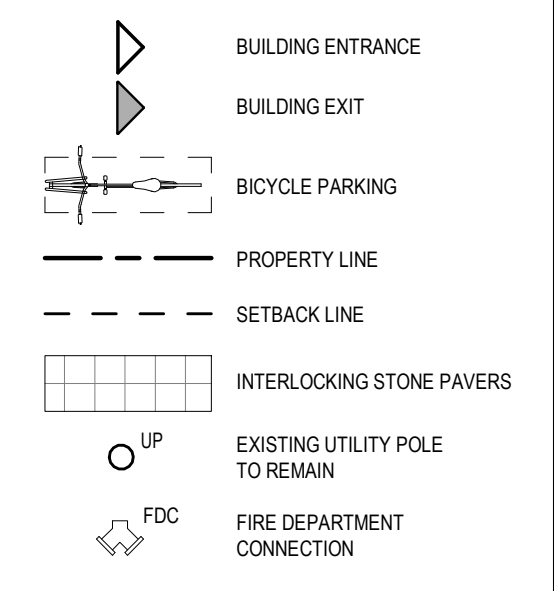 BUILDING ENTRANCE
BUILDING EXIT
BICYCLE PARKING
PROPERTY LINE
SETBACK LINE
INTERLOCKING STONE PAVERS
UP
EXISTING UTILITY POLE
TO REMAIN
FDC
FIRE DEPARTMENT
CONNECTION